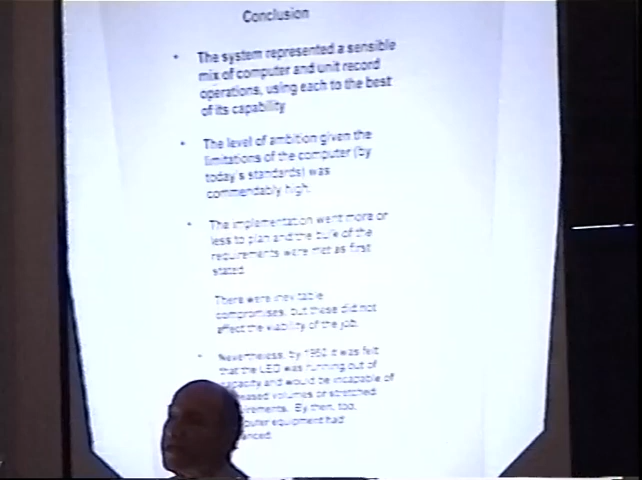 Conclusion
• The system represented a sensible
mix of computer and unit record
operations, using each to the best
of its capability
• The level of ambition given the
limitations of the computer (by
today's standards) was
commendably high.
• The implementation went more or
less to plan and the bulk of the
requirements were met as first
stated
There were inevitable
compromises, but these did not
affect the viability of the job.
• Nevertheless, by it was felt
that the LEO was running out of
capacity and would be incapable of
volumes or stretched
By then, too,
equipment had